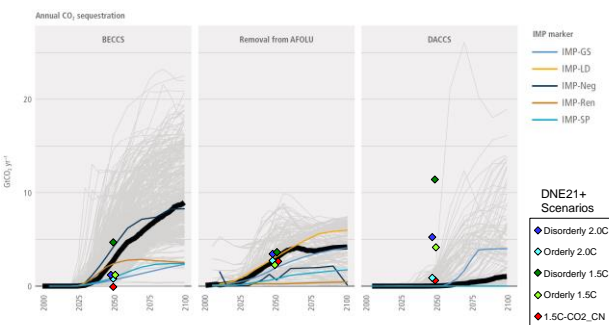 Annual CO₂ sequestration
BECCS
Removal from AFOLU
DACCS
IMP marker
IMP-GS
IMP-LD
IMP-Neg
IMP-Ren
IMP-SP
GtCO₂ yr⁻¹
20
10
0
2000 2025 2050 2075 2100
2000 2025 2050 2075 2100
2000 2025 2050 2075 2100
DNE21+
Scenarios
Disorderly 2.0C
Orderly 2.0C
Disorderly 1.5C
Orderly 1.5C
1.5C-CO2_CN